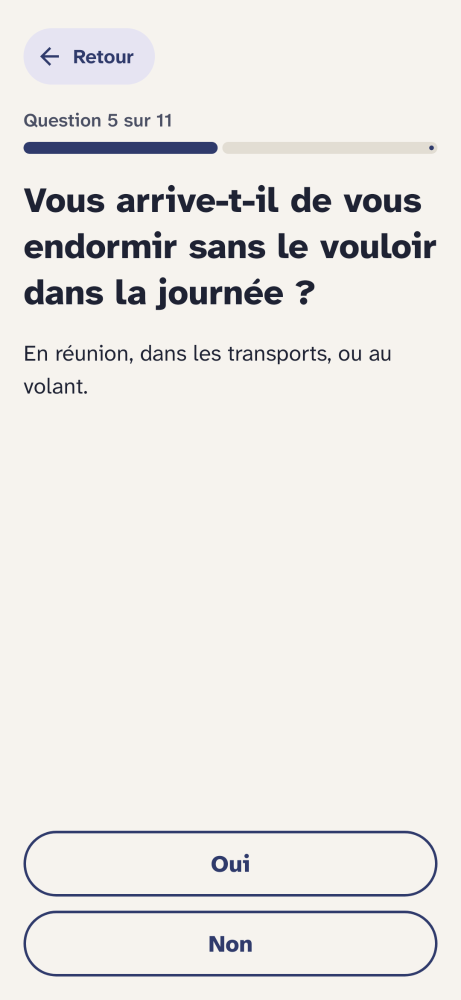 Retour
Question 5 sur 11
Vous arrive-t-il de vous
endormir sans le vouloir
dans la journée ?
En réunion, dans les transports, ou au
volant.
Oui
Non